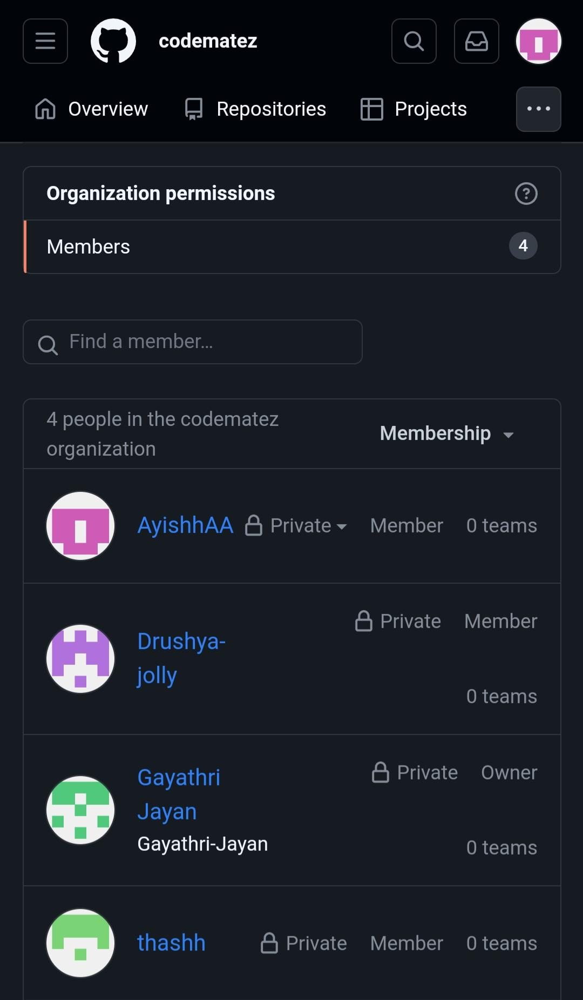 codematez
Overview Repositories Projects
Organization permissions
Members 4
Find a member...
4 people in the codematez
organization
Membership
AyishhAA Private Member 0 teams
Drushya-
jolly
Private Member
0 teams
Gayathri
Jayan
Gayathri-Jayan
Private Owner
0 teams
thashh Private Member 0 teams